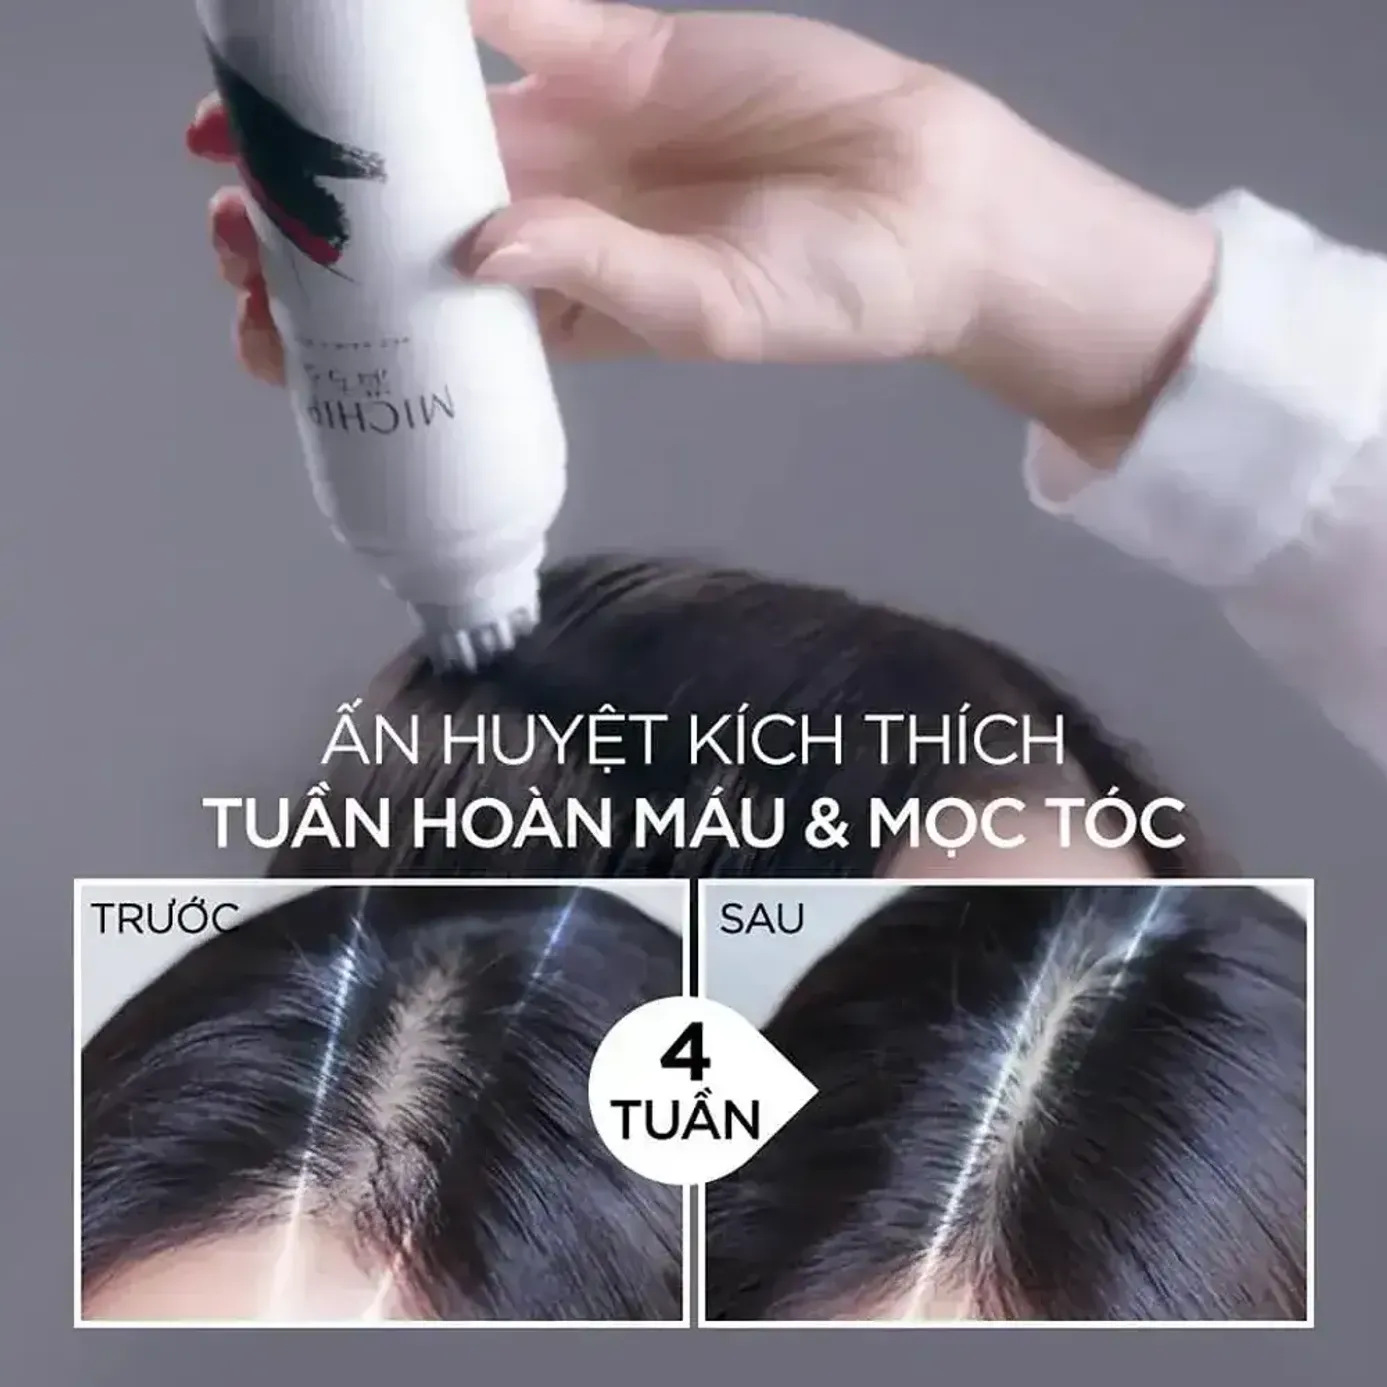 ẤN HUYỆT KÍCH THÍCH
TUẦN HOÀN MÁU & MỌC TÓC
TRƯỚC
SAU
4
TUẦN